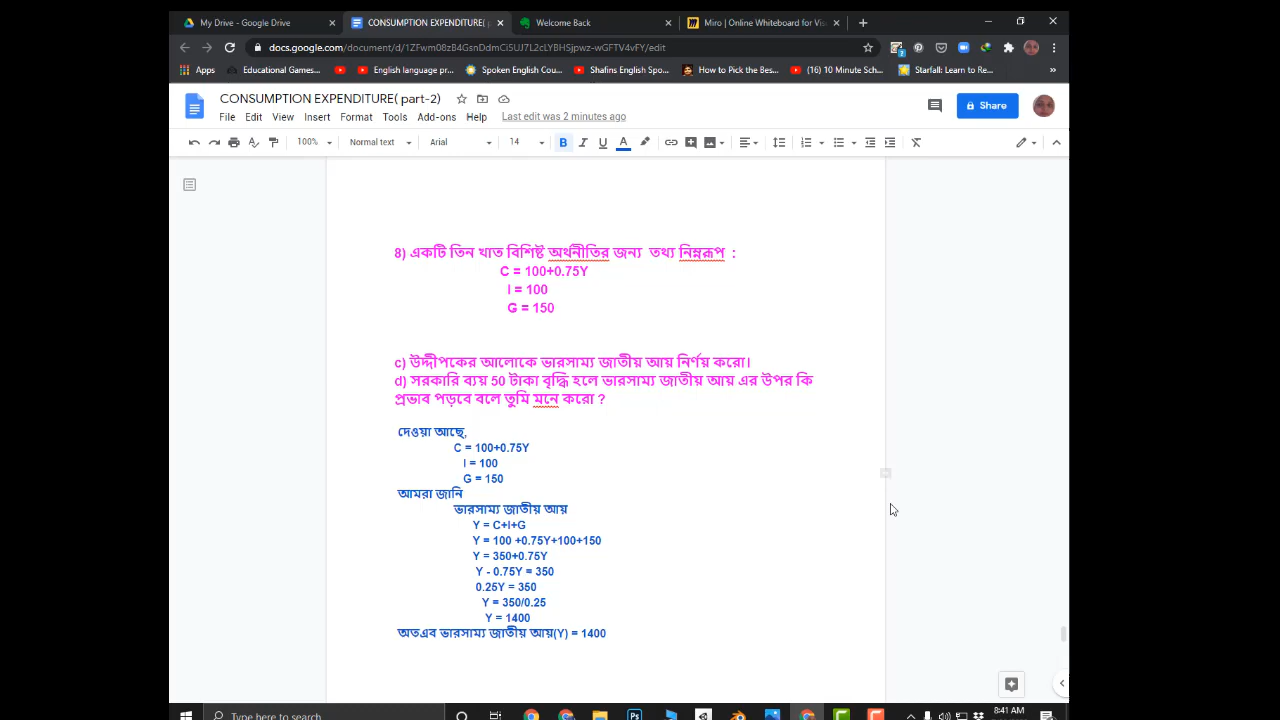 My Drive - Google Drive
CONSUMPTION EXPENDITURE( p
Welcome Back
Miro | Online Whiteboard for Vis
docs.google.com/document/d/1ZFwm08zB4GsnDdmCi5UJ7L2cLYBHSjpwz-wGFTV4vFY/edit
Apps
Educational Games...
English language pr...
Spoken English Cou...
Shafins English Spo...
How to Pick the Bes...
(16) 10 Minute Sch...
Starfall: Learn to Re...
CONSUMPTION EXPENDITURE( part-2)
Share
File Edit View Insert Format Tools Add-ons Help Last edit was 2 minutes ago
100% Normal text Arial 14 B I U A
8) একটি তিন খাত বিশিষ্ট অর্থনীতির জন্য তথ্য নিম্নরূপ :
C = 100+0.75Y
I = 100
G = 150
c) উদ্দীপকের আলোকে ভারসাম্য জাতীয় আয় নির্ণয় করো।
d) সরকারি ব্যয় 50 টাকা বৃদ্ধি হলে ভারসাম্য জাতীয় আয় এর উপর কি
প্রভাব পড়বে বলে তুমি মনে করো ?
দেওয়া আছে,
C = 100+0.75Y
I = 100
G = 150
আমরা জানি
ভারসাম্য জাতীয় আয়
Y = C+I+G
Y = 100 +0.75Y+100+150
Y = 350+0.75Y
Y - 0.75Y = 350
0.25Y = 350
Y = 350/0.25
Y = 1400
অতএব ভারসাম্য জাতীয় আয়(Y) = 1400
Type here to search
8:41 AM